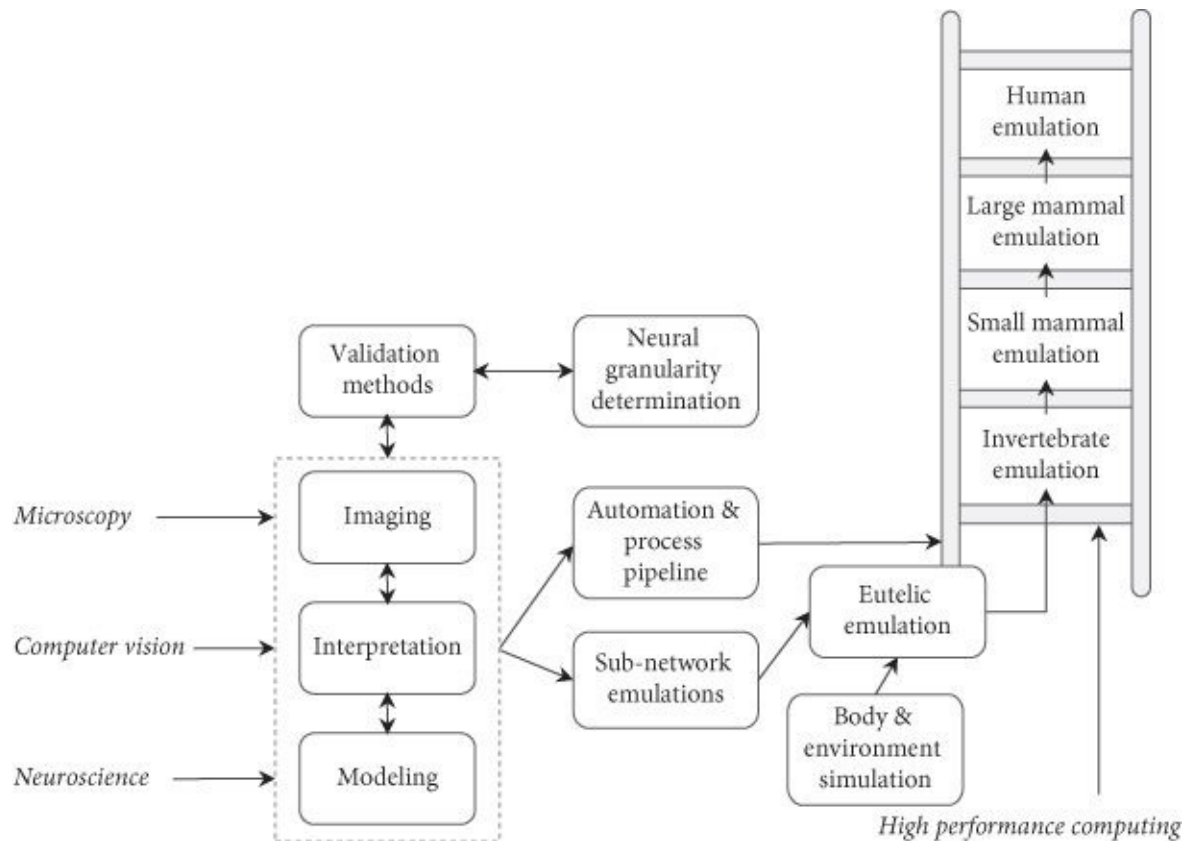 Human
emulation
Large mammal
emulation
Small mammal
emulation
Invertebrate
emulation
Validation
methods
Neural
granularity
determination
Microscopy
Imaging
Automation &
process
pipeline
Computer vision
Interpretation
Sub-network
emulations
Eutelic
emulation
Body &
environment
simulation
Neuroscience
Modeling
High performance computing